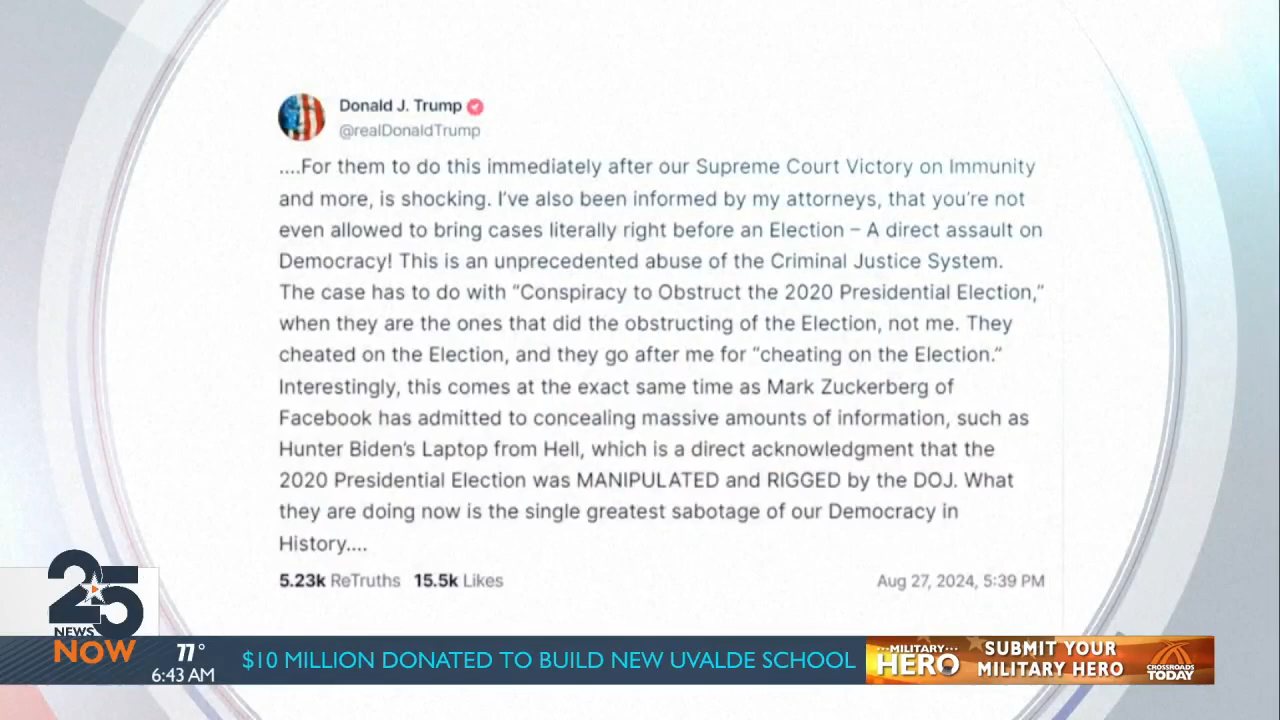 Donald J. Trump
@realDonaldTrump
....For them to do this immediately after our Supreme Court Victory on Immunity
and more, is shocking. I've also been informed by my attorneys, that you're not
even allowed to bring cases literally right before an Election – A direct assault on
Democracy! This is an unprecedented abuse of the Criminal Justice System.
The case has to do with “Conspiracy to Obstruct the 2020 Presidential Election,”
when they are the ones that did the obstructing of the Election, not me. They
cheated on the Election, and they go after me for “cheating on the Election.”
Interestingly, this comes at the exact same time as Mark Zuckerberg of
Facebook has admitted to concealing massive amounts of information, such as
Hunter Biden's Laptop from Hell, which is a direct acknowledgment that the
2020 Presidential Election was MANIPULATED and RIGGED by the DOJ. What
they are doing now is the single greatest sabotage of our Democracy in
History....
5.23k ReTruths 15.5k Likes Aug 27, 2024, 5:39 PM
25
NEWS
NOW
77°
6:43 AM
$10 MILLION DONATED TO BUILD NEW UVALDE SCHOOL
MILITARY
HERO
SUBMIT YOUR
MILITARY HERO
CROSSROADS
TODAY